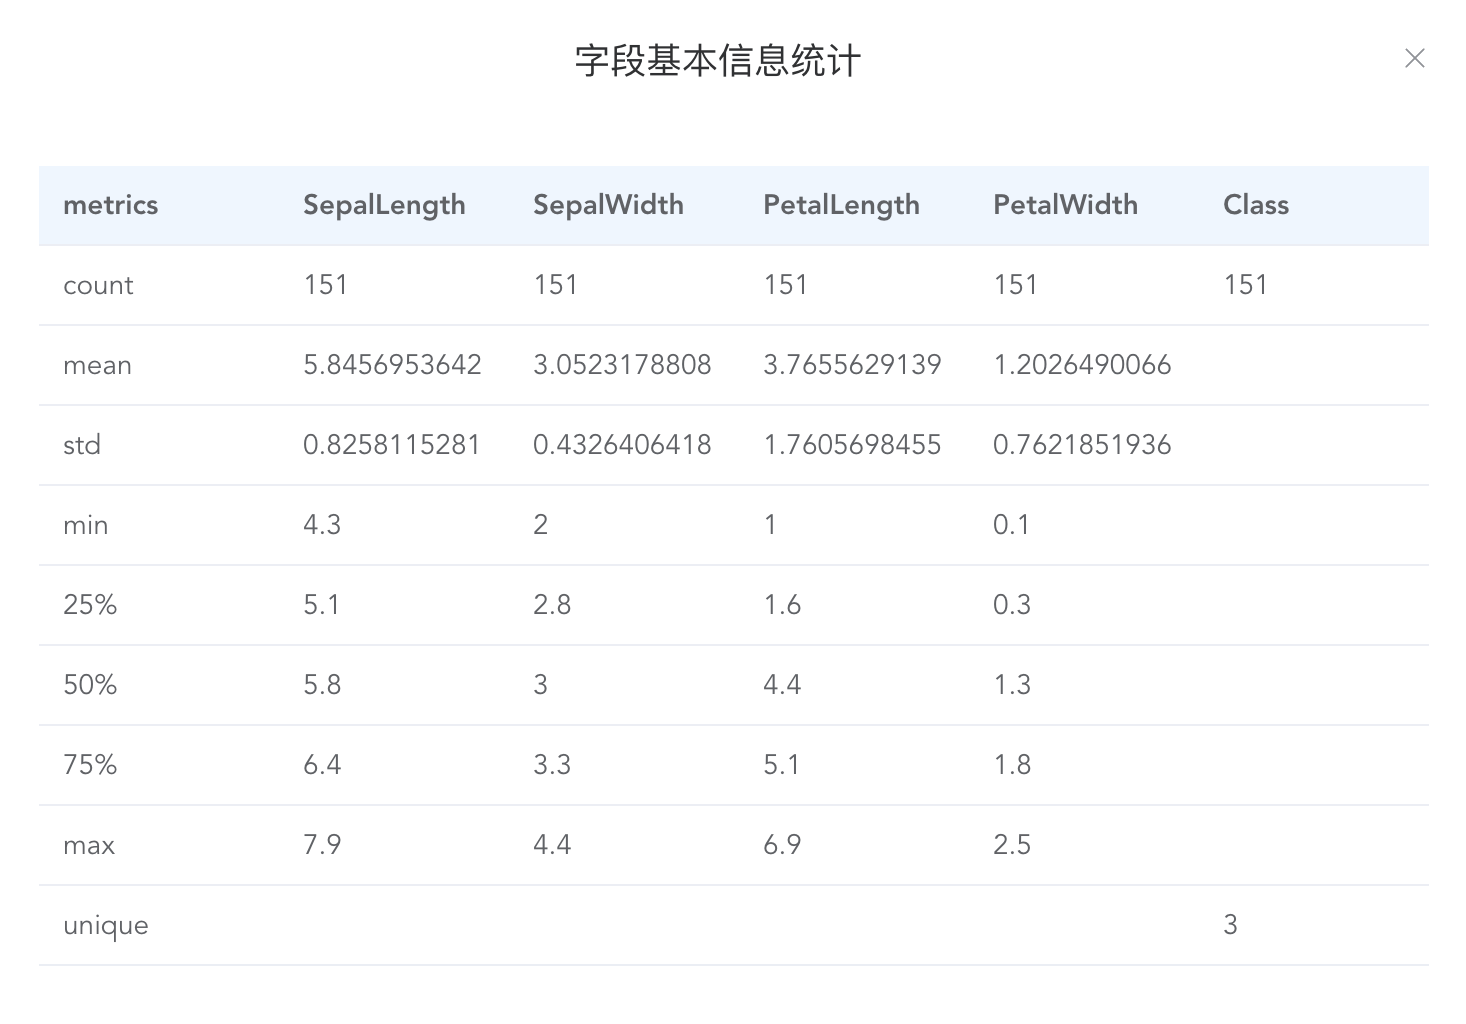 字段基本信息统计
metrics SepalLength SepalWidth PetalLength PetalWidth Class
count 151 151 151 151 151
mean 5.8456953642 3.0523178808 3.7655629139 1.2026490066
std 0.8258115281 0.4326406418 1.7605698455 0.7621851936
min 4.3 2 1 0.1
25% 5.1 2.8 1.6 0.3
50% 5.8 3 4.4 1.3
75% 6.4 3.3 5.1 1.8
max 7.9 4.4 6.9 2.5
unique 3